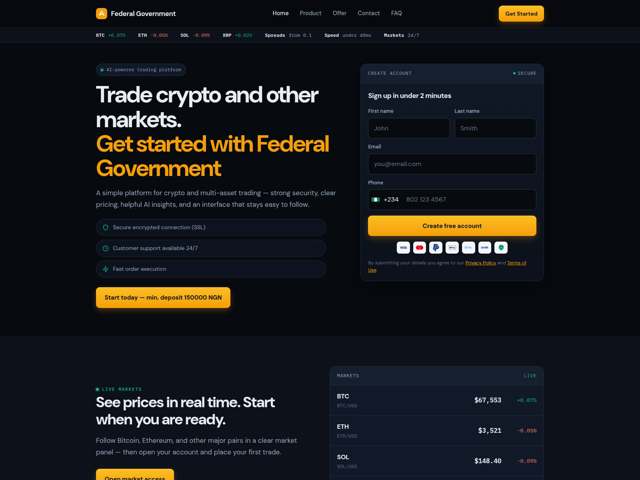 Federal Government
Home Product Offer Contact FAQ
Get Started
BTC +0.07% ETH -0.05% SOL -0.09% XRP +0.02% Spreads from 0.1 Speed under 40ms Markets 24/7
AI-powered trading platform
Trade crypto and other
markets.
Get started with Federal
Government
A simple platform for crypto and multi-asset trading — strong security, clear
pricing, helpful AI insights, and an interface that stays easy to follow.
Secure encrypted connection (SSL)
Customer support available 24/7
Fast order execution
Start today — min. deposit 150000 NGN
CREATE ACCOUNT
SECURE
Sign up in under 2 minutes
First name
Last name
John
Smith
Email
you@email.com
Phone
+234 802 123 4567
Create free account
By submitting your details you agree to our Privacy Policy and Terms of
Use.
LIVE MARKETS
See prices in real time. Start
when you are ready.
Follow Bitcoin, Ethereum, and other major pairs in a clear market
panel — then open your account and place your first trade.
Open market access
MARKETS
LIVE
BTC
BTC/USD
$67,553
+0.07%
ETH
ETH/USD
$3,521
-0.05%
SOL
SOL/USD
$148.40
-0.09%